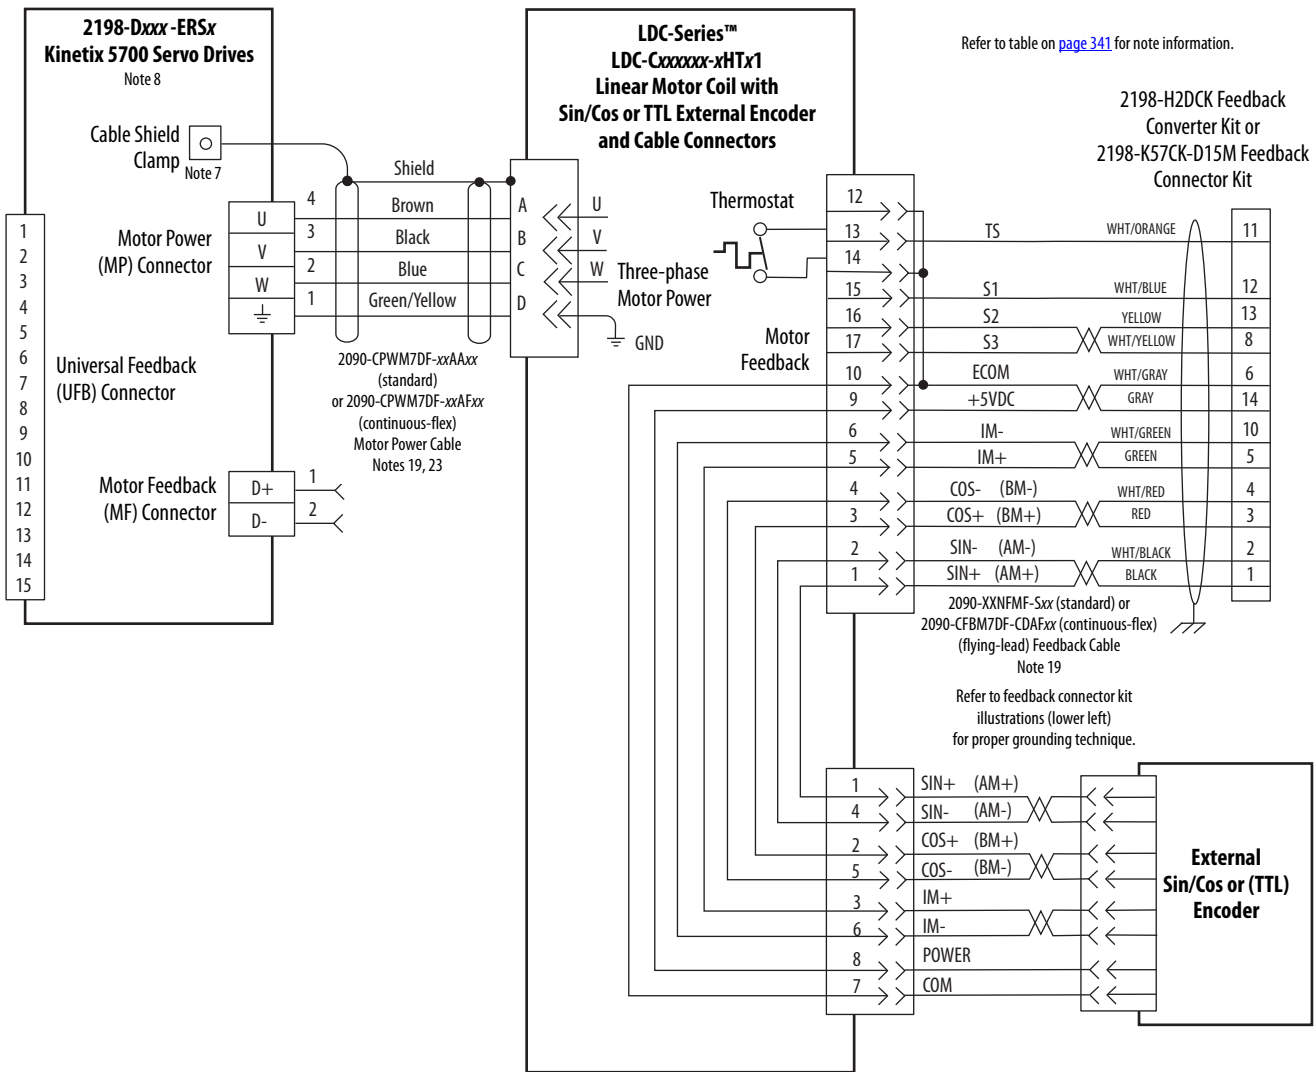 2198-Dxxx-ERSx
Kinetix 5700 Servo Drives
Note 8
Cable Shield
Clamp
Note 7
Motor Power
(MP) Connector
U
V
W
4
3
2
1
Shield
Brown
Black
Blue
Green/Yellow
1
2
3
4
5
6
7
8
9
10
11
12
13
14
15
Universal Feedback
(UFB) Connector
Motor Feedback
(MF) Connector
D+
D-
1
2
2090-CPWM7DF-xxAAxx
(standard)
or 2090-CPWM7DF-xxAFxx
(continuous-flex)
Motor Power Cable
Notes 19, 23
LDC-Series™
LDC-Cxxxxxx-xHTx1
Linear Motor Coil with
Sin/Cos or TTL External Encoder
and Cable Connectors
A
B
C
D
U
V
W
Three-phase
Motor Power
GND
Thermostat
Motor
Feedback
12
13
14
15
16
17
10
9
6
5
4
3
2
1
Refer to table on page 341 for note information.
2198-H2DCK Feedback
Converter Kit or
2198-K57CK-D15M Feedback
Connector Kit
TS WHT/ORANGE 11
S1 WHT/BLUE 12
S2 YELLOW 13
S3 WHT/YELLOW 8
ECOM WHT/GRAY 6
+5VDC GRAY 14
IM- WHT/GREEN 10
IM+ GREEN 5
COS- (BM-) WHT/RED 4
COS+ (BM+) RED 3
SIN- (AM-) WHT/BLACK 2
SIN+ (AM+) BLACK 1
2090-XXNFMF-Sxx (standard) or
2090-CFBM7DF-CDAFxx (continuous-flex)
(flying-lead) Feedback Cable
Note 19
Refer to feedback connector kit
illustrations (lower left)
for proper grounding technique.
1 SIN+ (AM+)
4 SIN- (AM-)
2 COS+ (BM+)
5 COS- (BM-)
3 IM+
6 IM-
8 POWER
7 COM
External
Sin/Cos or (TTL)
Encoder